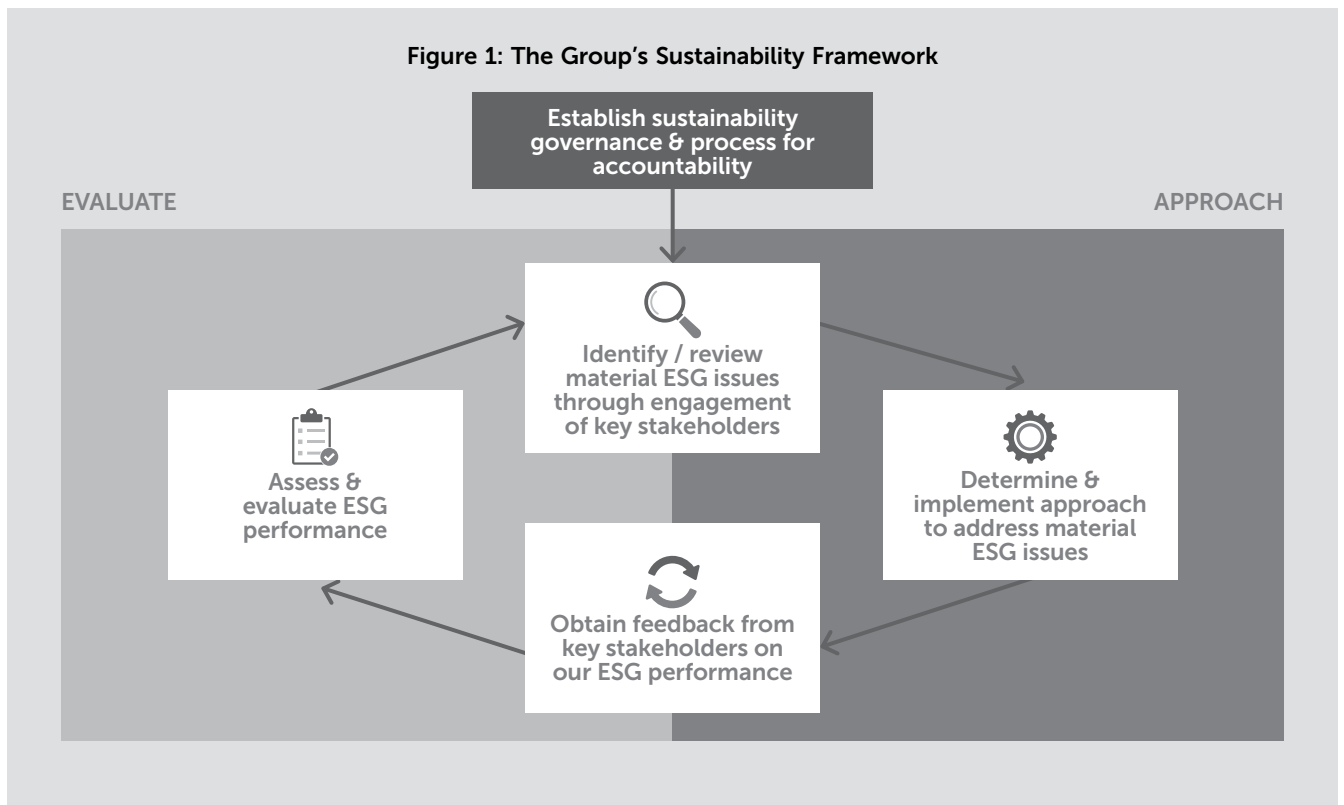 Figure 1: The Group’s Sustainability Framework
Establish sustainability
governance & process for
accountability
EVALUATE
APPROACH
Identify / review
material ESG issues
through engagement
of key stakeholders
Determine &
implement approach
to address material
ESG issues
Obtain feedback from
key stakeholders on
our ESG performance
Assess &
evaluate ESG
performance